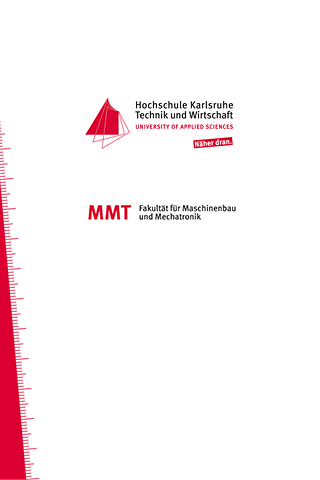 Hochschule Karlsruhe
Technik und Wirtschaft
UNIVERSITY OF APPLIED SCIENCES
Näher dran.
MMT
Fakultät für Maschinenbau
und Mechatronik